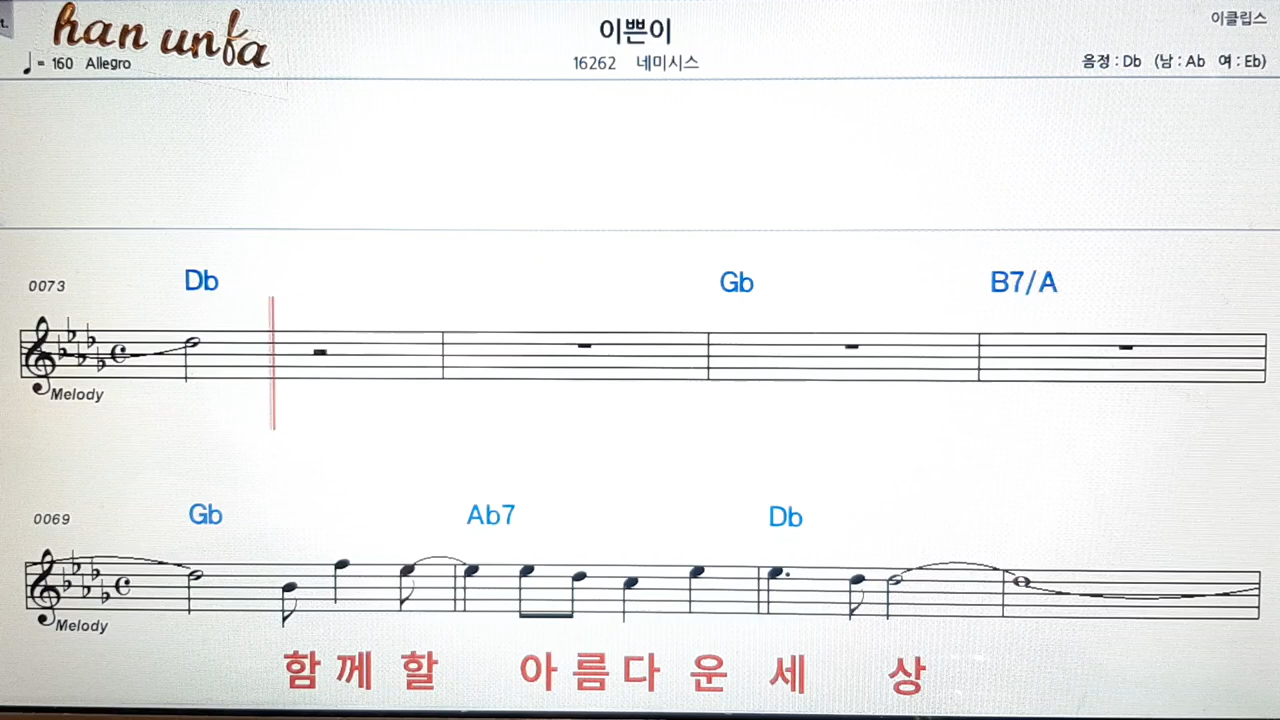 t.
han unfa
이쁜이
이클립스
♩= 160 Allegro
16262 네미시스
음정 : Db (남 : Ab 여 : Eb)
0073
Db Gb B7/A
Melody
0069
Gb Ab7 Db
Melody
함께할 아름다운세 상